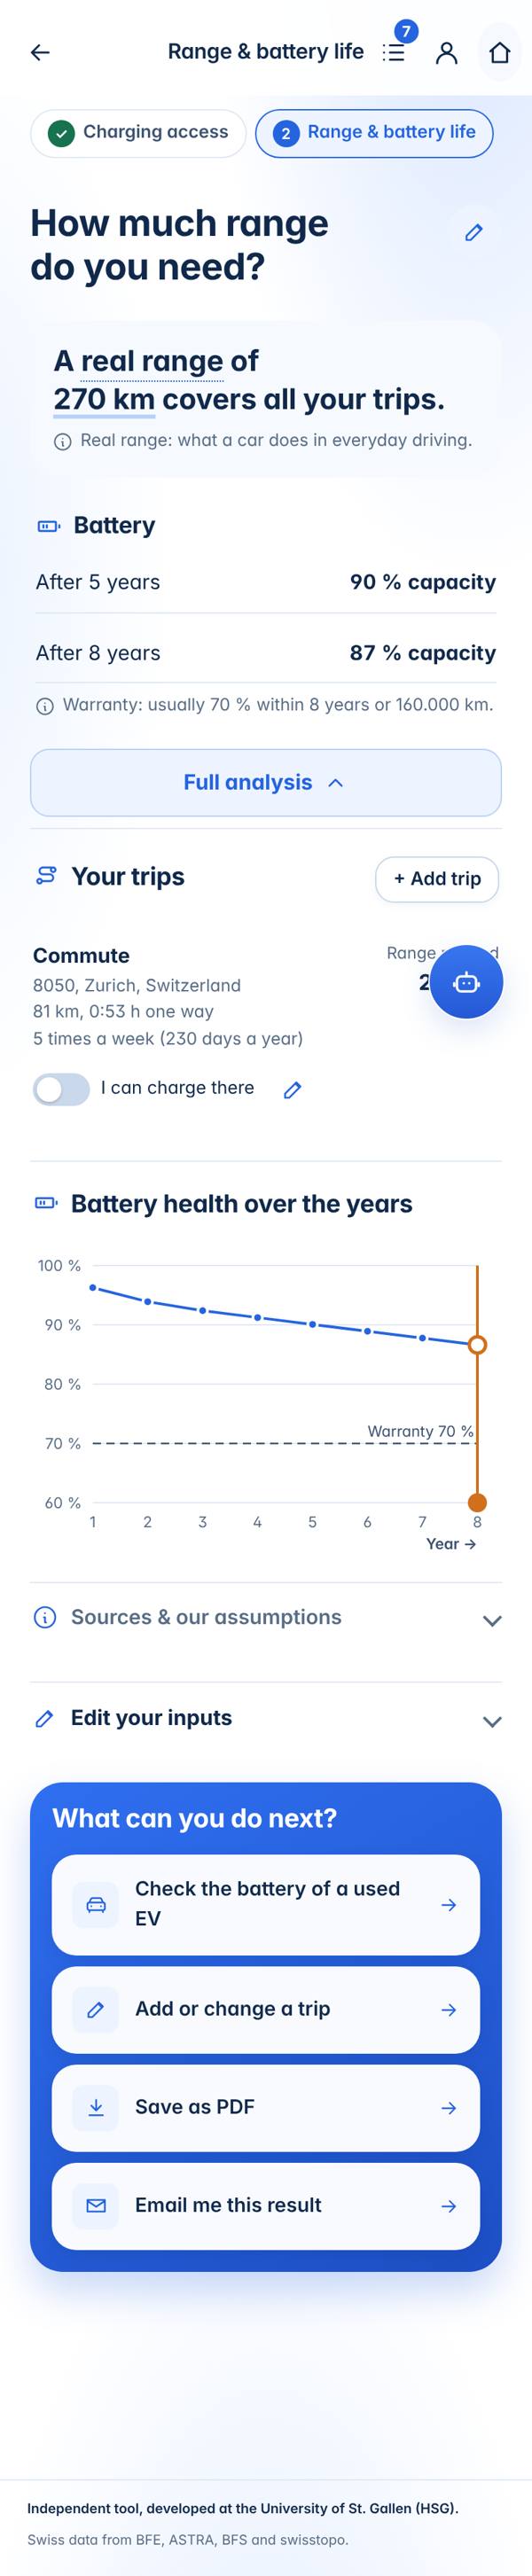 Range & battery life
7
Charging access
2 Range & battery life
How much range
do you need?
A real range of
270 km covers all your trips.
Real range: what a car does in everyday driving.
Battery
After 5 years 90 % capacity
After 8 years 87 % capacity
Warranty: usually 70 % within 8 years or 160.000 km.
Full analysis
Your trips
+ Add trip
Commute
Range
8050, Zurich, Switzerland
81 km, 0:53 h one way
5 times a week (230 days a year)
I can charge there
Battery health over the years
100 %
90 %
80 %
Warranty 70 %
70 %
60 %
1 2 3 4 5 6 7 8
Year →
Sources & our assumptions
Edit your inputs
What can you do next?
Check the battery of a used
EV
Add or change a trip
Save as PDF
Email me this result
Independent tool, developed at the University of St. Gallen (HSG).
Swiss data from BFE, ASTRA, BFS and swisstopo.